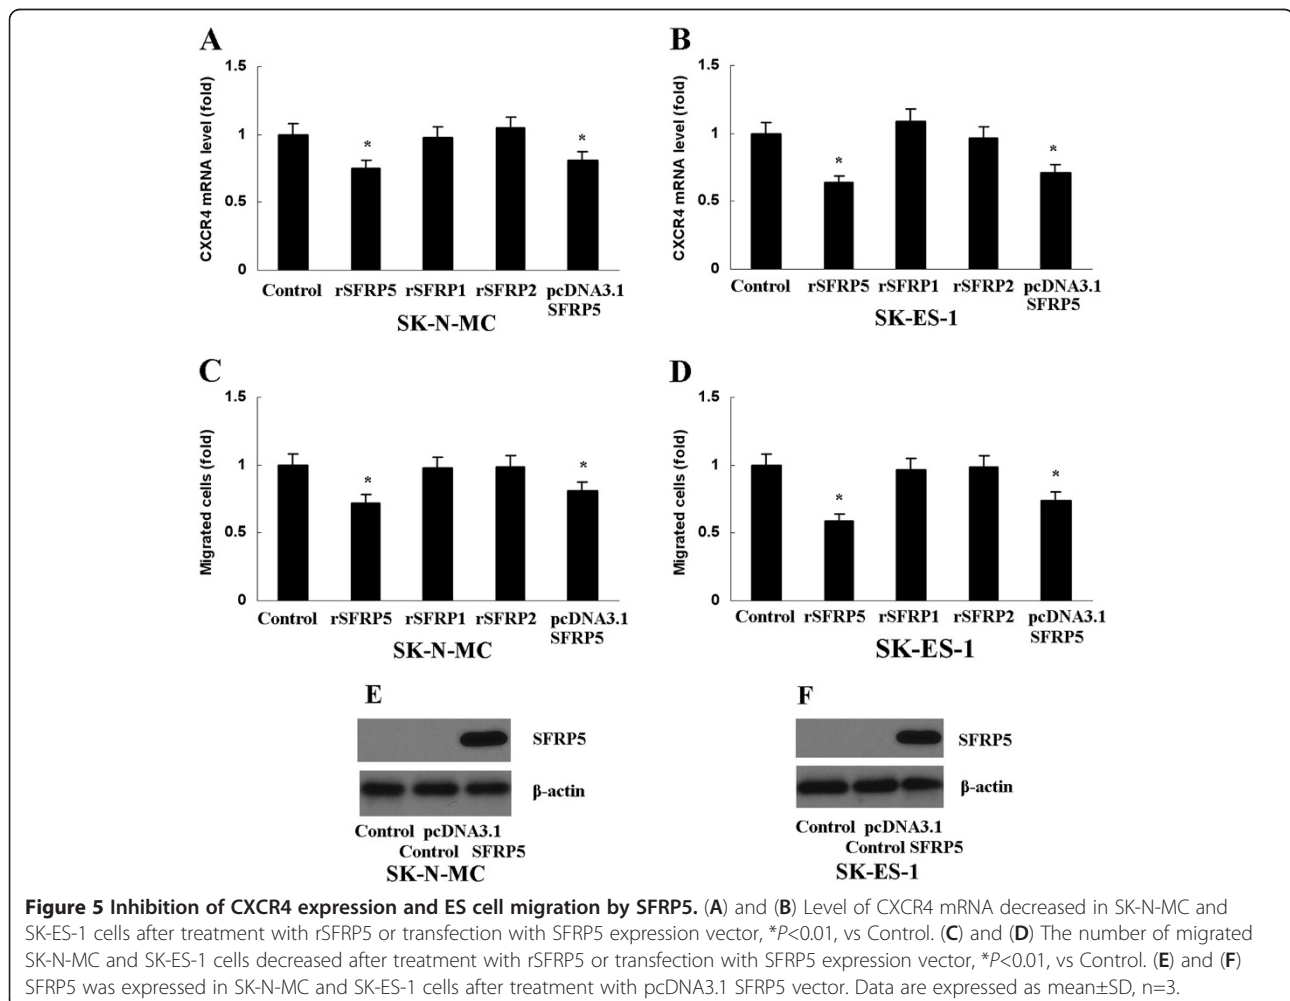 A
B
1.5
1
0.5
0
CXCR4 mRNA level (fold)
*
*
Control rSFRP5 rSFRP1 rSFRP2 pcDNA3.1
SFRP5
SK-N-MC
1.5
1
0.5
0
CXCR4 mRNA level (fold)
*
*
Control rSFRP5 rSFRP1 rSFRP2 pcDNA3.1
SFRP5
SK-ES-1
C
D
1.5
1
0.5
0
Migrated cells (fold)
*
*
Control rSFRP5 rSFRP1 rSFRP2 pcDNA3.1
SFRP5
SK-N-MC
1.5
1
0.5
0
Migrated cells (fold)
*
*
Control rSFRP5 rSFRP1 rSFRP2 pcDNA3.1
SFRP5
SK-ES-1
E
SFRP5
β-actin
Control pcDNA3.1
Control SFRP5
SK-N-MC
F
SFRP5
β-actin
Control pcDNA3.1
Control SFRP5
SK-ES-1
Figure 5 Inhibition of CXCR4 expression and ES cell migration by SFRP5. (A) and (B) Level of CXCR4 mRNA decreased in SK-N-MC and
SK-ES-1 cells after treatment with rSFRP5 or transfection with SFRP5 expression vector, *P<0.01, vs Control. (C) and (D) The number of migrated
SK-N-MC and SK-ES-1 cells decreased after treatment with rSFRP5 or transfection with SFRP5 expression vector, *P<0.01, vs Control. (E) and (F)
SFRP5 was expressed in SK-N-MC and SK-ES-1 cells after treatment with pcDNA3.1 SFRP5 vector. Data are expressed as mean±SD, n=3.